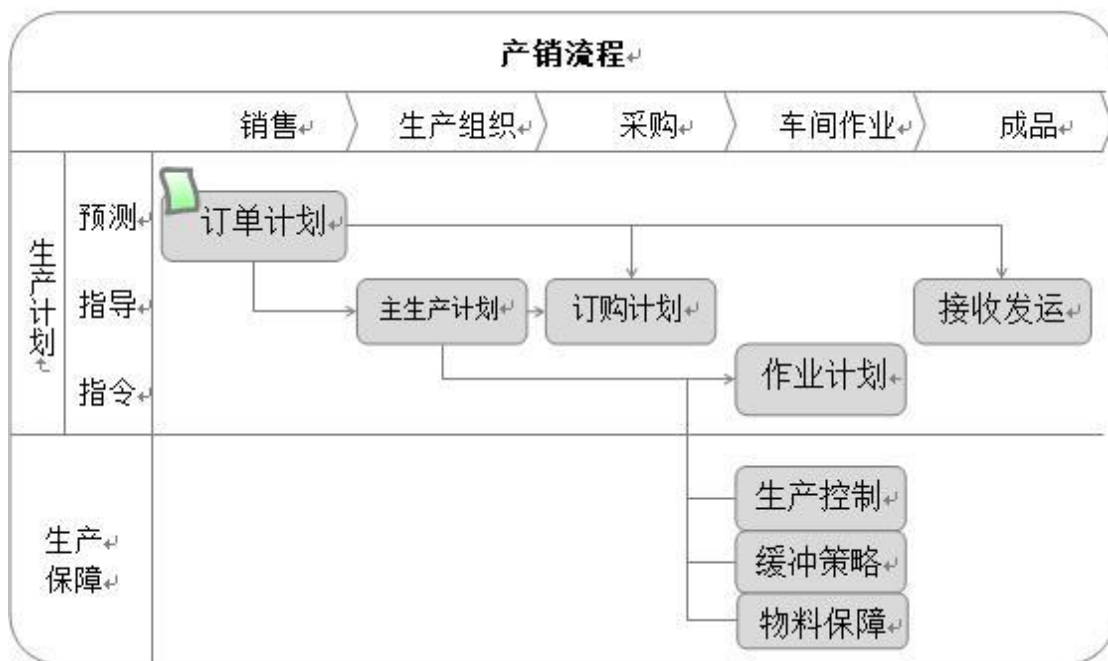 产销流程
销售 生产组织 采购 车间作业 成品
生产计划
预测
订单计划
指导
主生产计划 订购计划 接收发运
指令
作业计划
生产
保障
生产控制
缓冲策略
物料保障